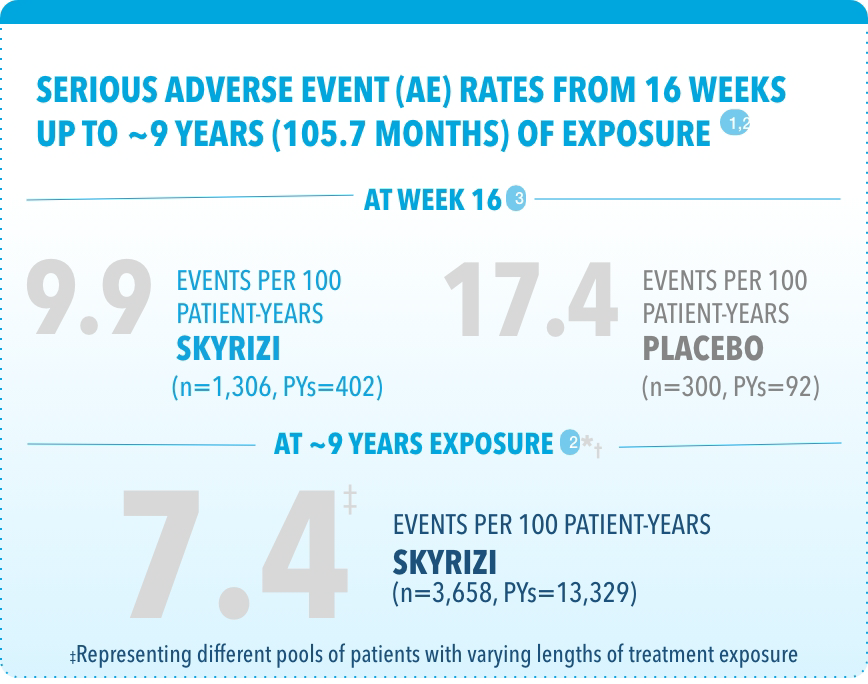 SERIOUS ADVERSE EVENT (AE) RATES FROM 16 WEEKS
UP TO ~9 YEARS (105.7 MONTHS) OF EXPOSURE 1,2
AT WEEK 16 3
9.9
EVENTS PER 100
PATIENT-YEARS
SKYRIZI
(n=1,306, PYs=402)
17.4
EVENTS PER 100
PATIENT-YEARS
PLACEBO
(n=300, PYs=92)
AT ~9 YEARS EXPOSURE 2*†
7.4‡
EVENTS PER 100 PATIENT-YEARS
SKYRIZI
(n=3,658, PYs=13,329)
‡Representing different pools of patients with varying lengths of treatment exposure